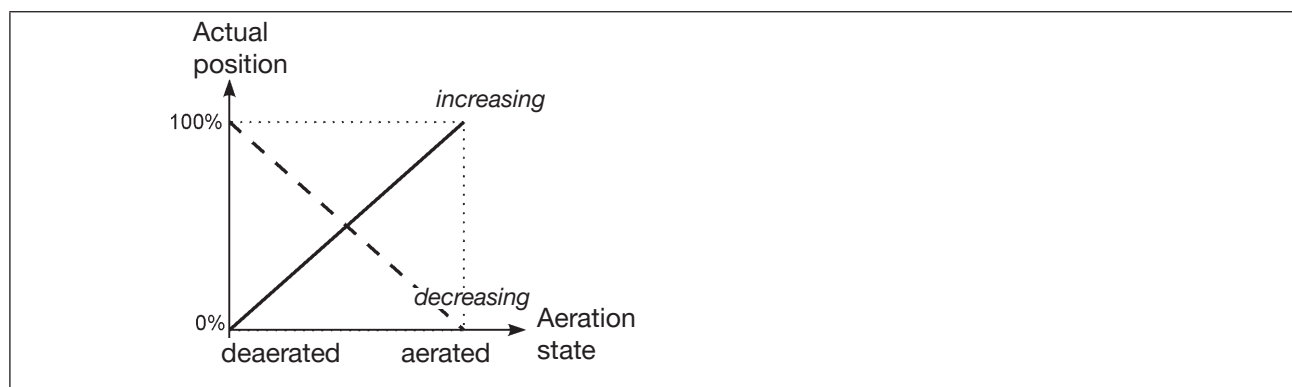 Actual
position
increasing
100%
decreasing
0%
Aeration
state
deaerated
aerated